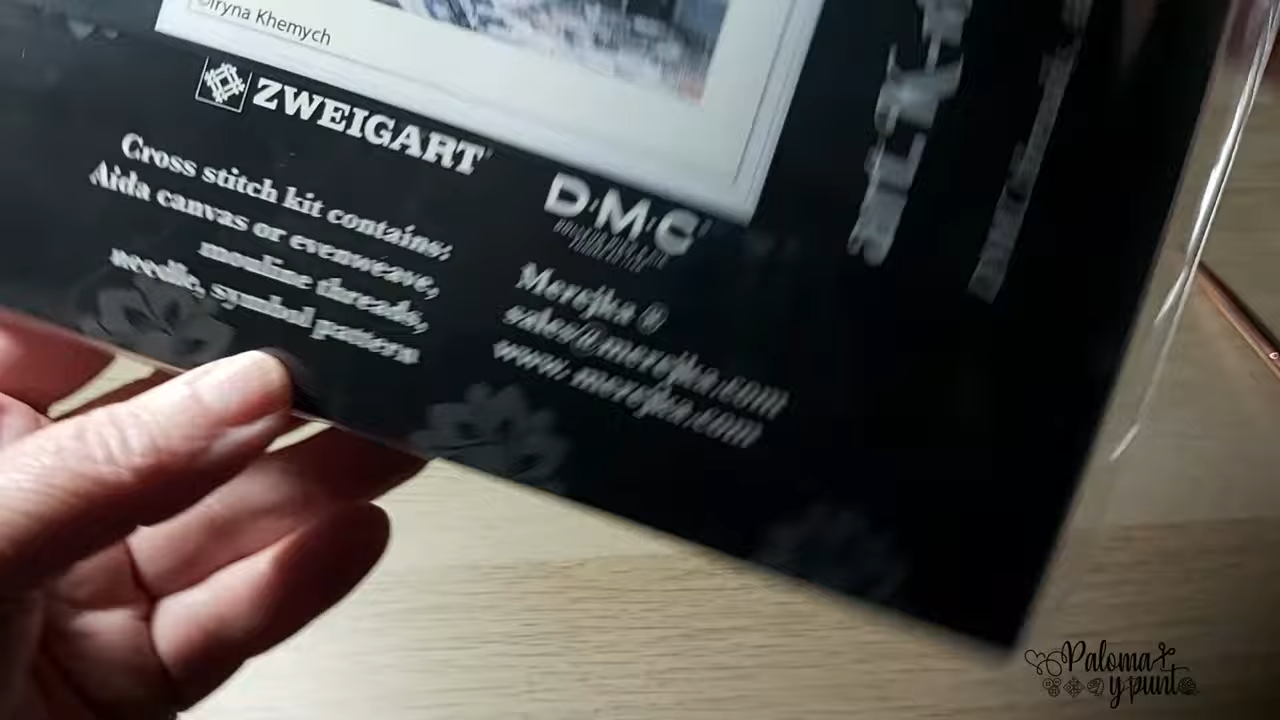 ©Iryna Khemych
ZWEIGART
Cross stitch kit contains:
Aida canvas or evenweave,
mouline threads,
needle, symbol pattern
D·M·C
Merejka ®
sales@merejka.com
www.merejka.com
Paloma
y punt